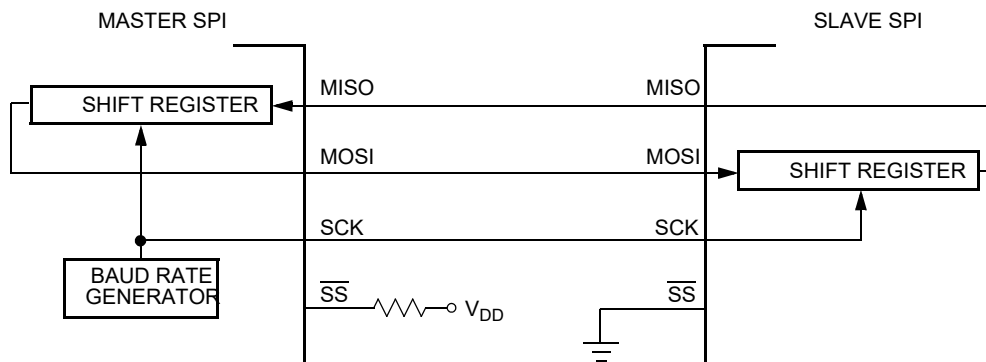 MASTER SPI
SLAVE SPI
SHIFT REGISTER
MISO
MISO
MOSI
MOSI
SHIFT REGISTER
SCK
SCK
BAUD RATE
GENERATOR
SS
V_DD
SS